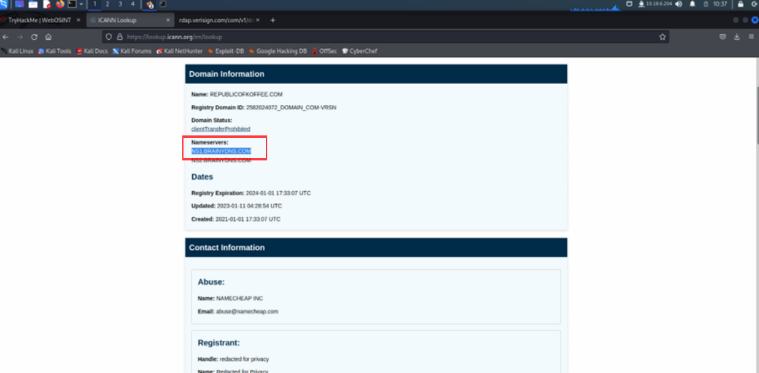 1 2 3 4
10.18.6.204
10:37
TryHackMe | WebOSINT
ICANN Lookup
rdap.verisign.com/com/v1/do
https://lookup.icann.org/en/lookup
Kali Linux Kali Tools Kali Docs Kali Forums Kali NetHunter Exploit-DB Google Hacking DB OffSec CyberChef
Domain Information
Name: REPUBLICOFKOFFEE.COM
Registry Domain ID: 2582024072_DOMAIN_COM-VRSN
Domain Status:
clientTransferProhibited
Nameservers:
NS1.BRAINYDNS.COM
NS2.BRAINYDNS.COM
Dates
Registry Expiration: 2024-01-01 17:33:07 UTC
Updated: 2023-01-11 04:28:54 UTC
Created: 2021-01-01 17:33:07 UTC
Contact Information
Abuse:
Name: NAMECHEAP INC
Email: abuse@namecheap.com
Registrant:
Handle: redacted for privacy
Name: Redacted for Privacy